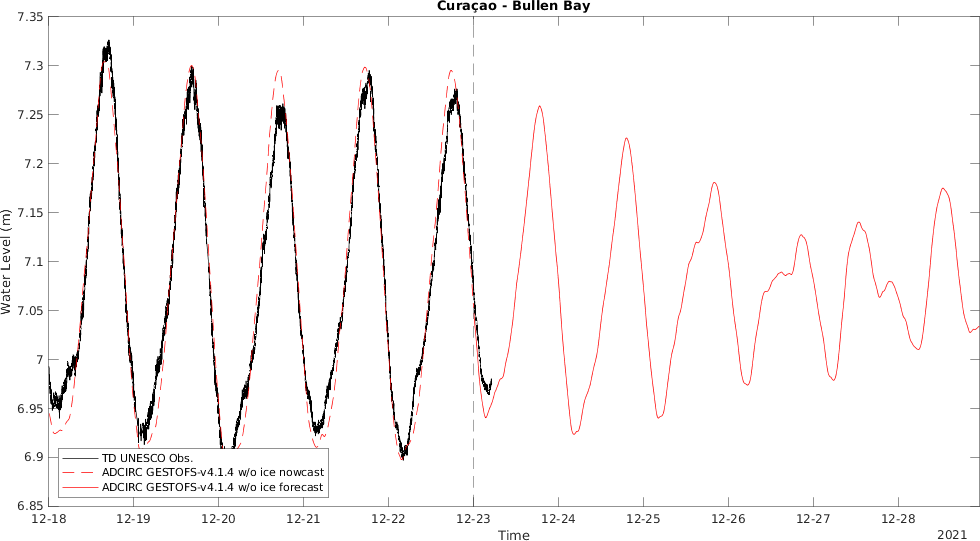 Curaçao - Bullen Bay
7.35
7.3
7.25
7.2
7.15
7.1
7.05
7
6.95
6.9
6.85
Water Level (m)
TD UNESCO Obs.
ADCIRC GESTOFS-v4.1.4 w/o ice nowcast
ADCIRC GESTOFS-v4.1.4 w/o ice forecast
12-18 12-19 12-20 12-21 12-22 12-23 12-24 12-25 12-26 12-27 12-28
Time
2021